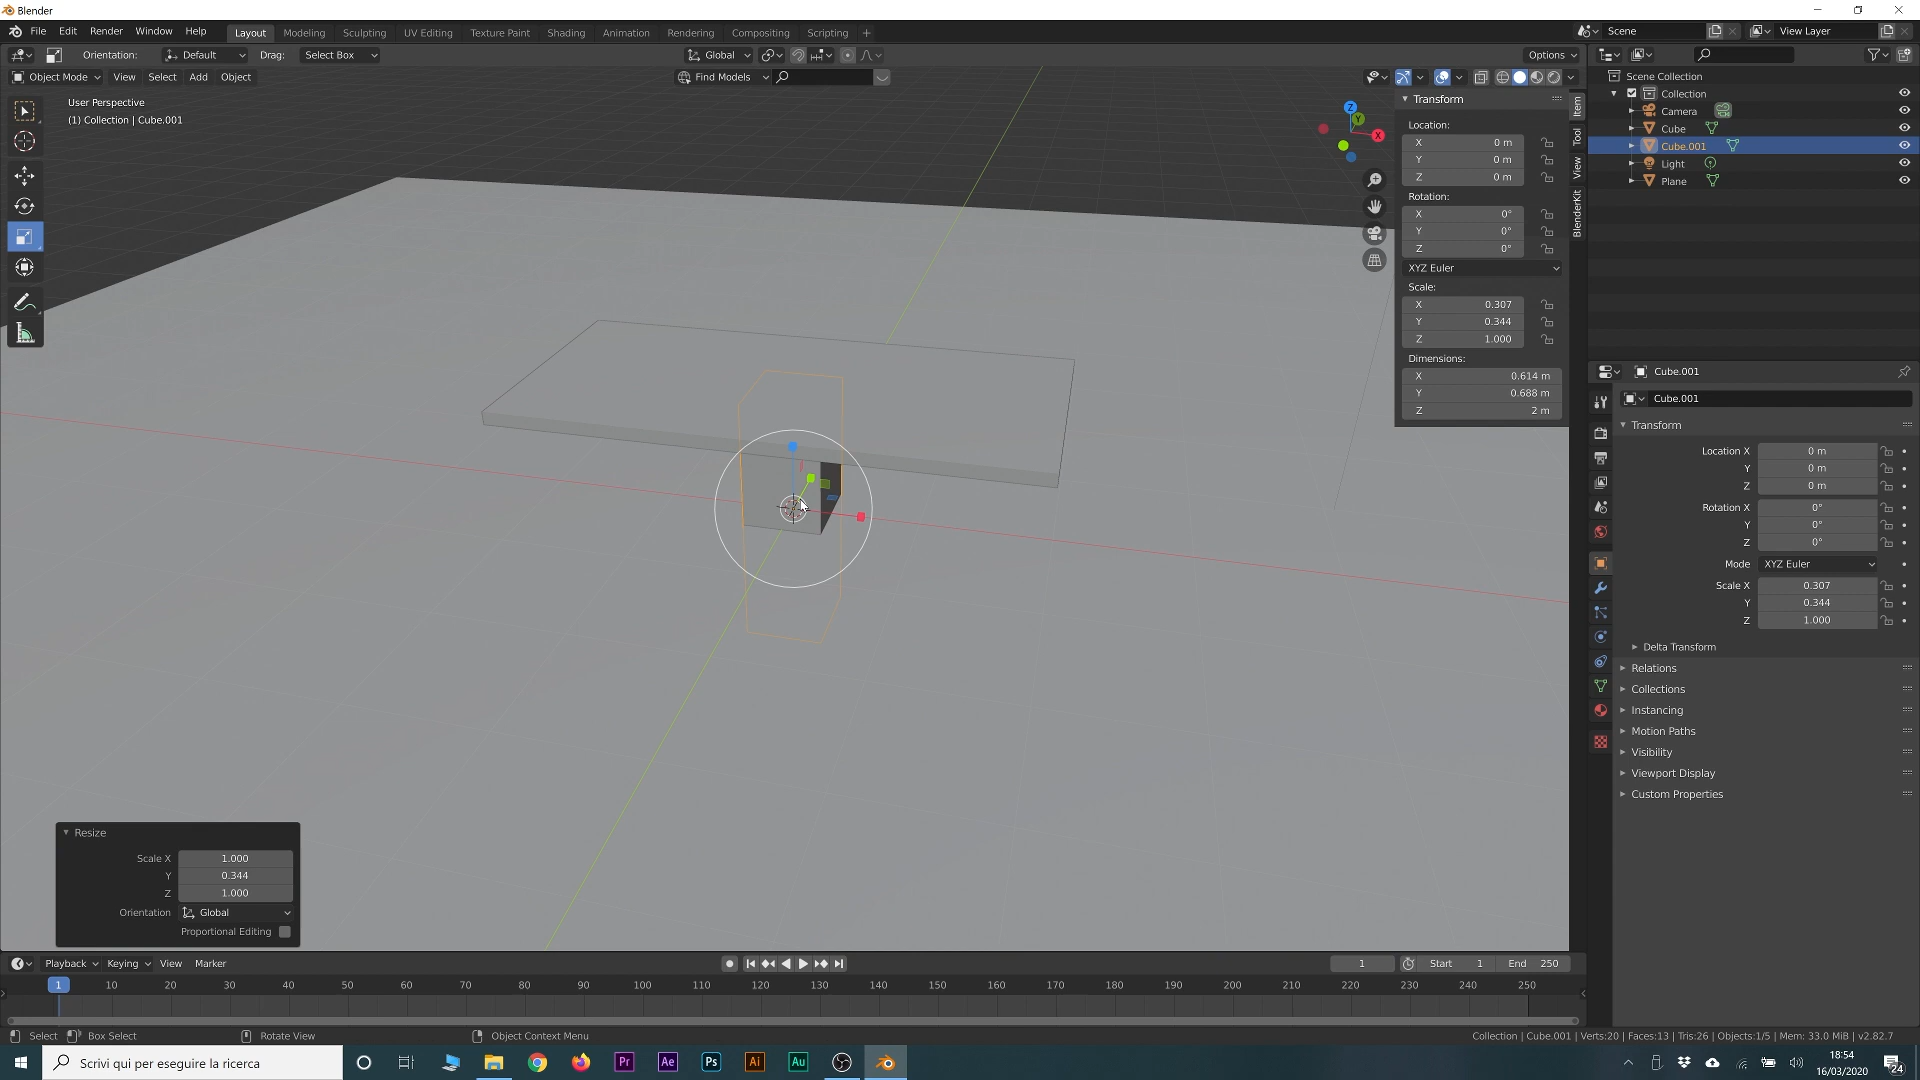 Blender
File Edit Render Window Help Layout Modeling Sculpting UV Editing Texture Paint Shading Animation Rendering Compositing Scripting + Scene View Layer
Orientation: Default Drag: Select Box Global Options
Object Mode View Select Add Object Find Models
User Perspective
(1) Collection | Cube.001
Z
Y
X
Transform
Location:
X 0 m
Y 0 m
Z 0 m
Rotation:
X 0°
Y 0°
Z 0°
XYZ Euler
Scale:
X 0.307
Y 0.344
Z 1.000
Dimensions:
X 0.614 m
Y 0.688 m
Z 2 m
Item
Tool
View
BlenderKit
Scene Collection
Collection
Camera
Cube
Cube.001
Light
Plane
Cube.001
Cube.001
Transform
Location X 0 m
Y 0 m
Z 0 m
Rotation X 0°
Y 0°
Z 0°
Mode XYZ Euler
Scale X 0.307
Y 0.344
Z 1.000
Delta Transform
Relations
Collections
Instancing
Motion Paths
Visibility
Viewport Display
Custom Properties
Resize
Scale X 1.000
Y 0.344
Z 1.000
Orientation Global
Proportional Editing
Playback Keying View Marker 1 Start 1 End 250
1 10 20 30 40 50 60 70 80 90 100 110 120 130 140 150 160 170 180 190 200 210 220 230 240 250
Select Box Select Rotate View Object Context Menu Collection | Cube.001 | Verts:20 | Faces:13 | Tris:26 | Objects:1/5 | Mem: 33.0 MiB | v2.82.7
Scrivi qui per eseguire la ricerca Pr Ae Ps Ai Au 18:54
16/03/2020 24